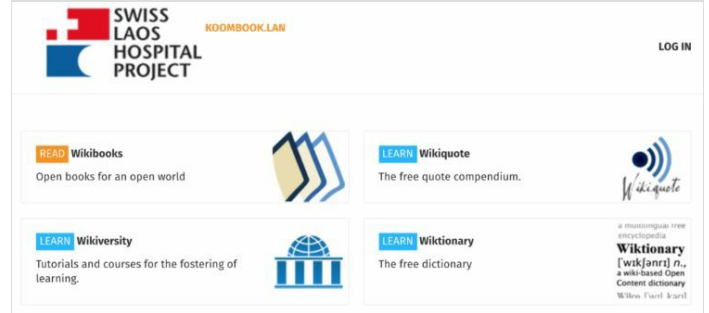 SWISS
LAOS
HOSPITAL
PROJECT
KOOMBOOK.LAN
LOG IN
READ Wikibooks
Open books for an open world
LEARN Wikiquote
The free quote compendium.
Wikiquote
LEARN Wikiversity
Tutorials and courses for the fostering of
learning.
LEARN Wiktionary
The free dictionary
a multilingual free
encyclopedia
Wiktionary
['wɪkʃənrɪ] n.,
a wiki-based Open
Content dictionary